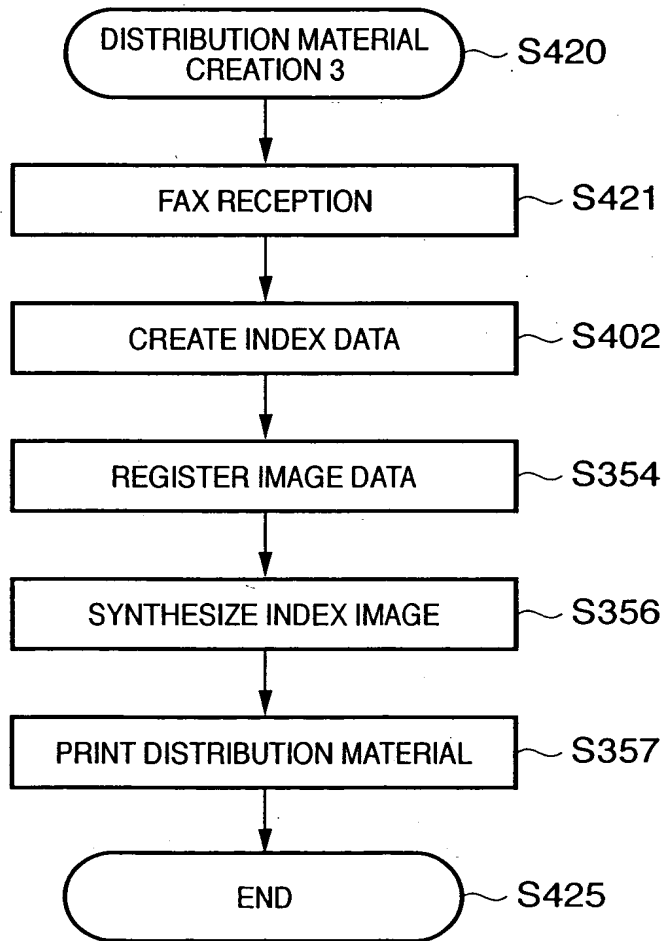 DISTRIBUTION MATERIAL
CREATION 3
S420
FAX RECEPTION
S421
CREATE INDEX DATA
S402
REGISTER IMAGE DATA
S354
SYNTHESIZE INDEX IMAGE
S356
PRINT DISTRIBUTION MATERIAL
S357
END
S425